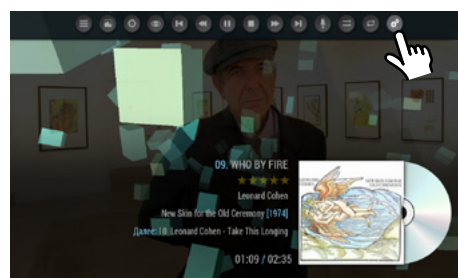 09. WHO BY FIRE
Leonard Cohen
New Skin for the Old Ceremony [1974]
Далее: 10. Leonard Cohen - Take This Longing
01:09 / 02:35